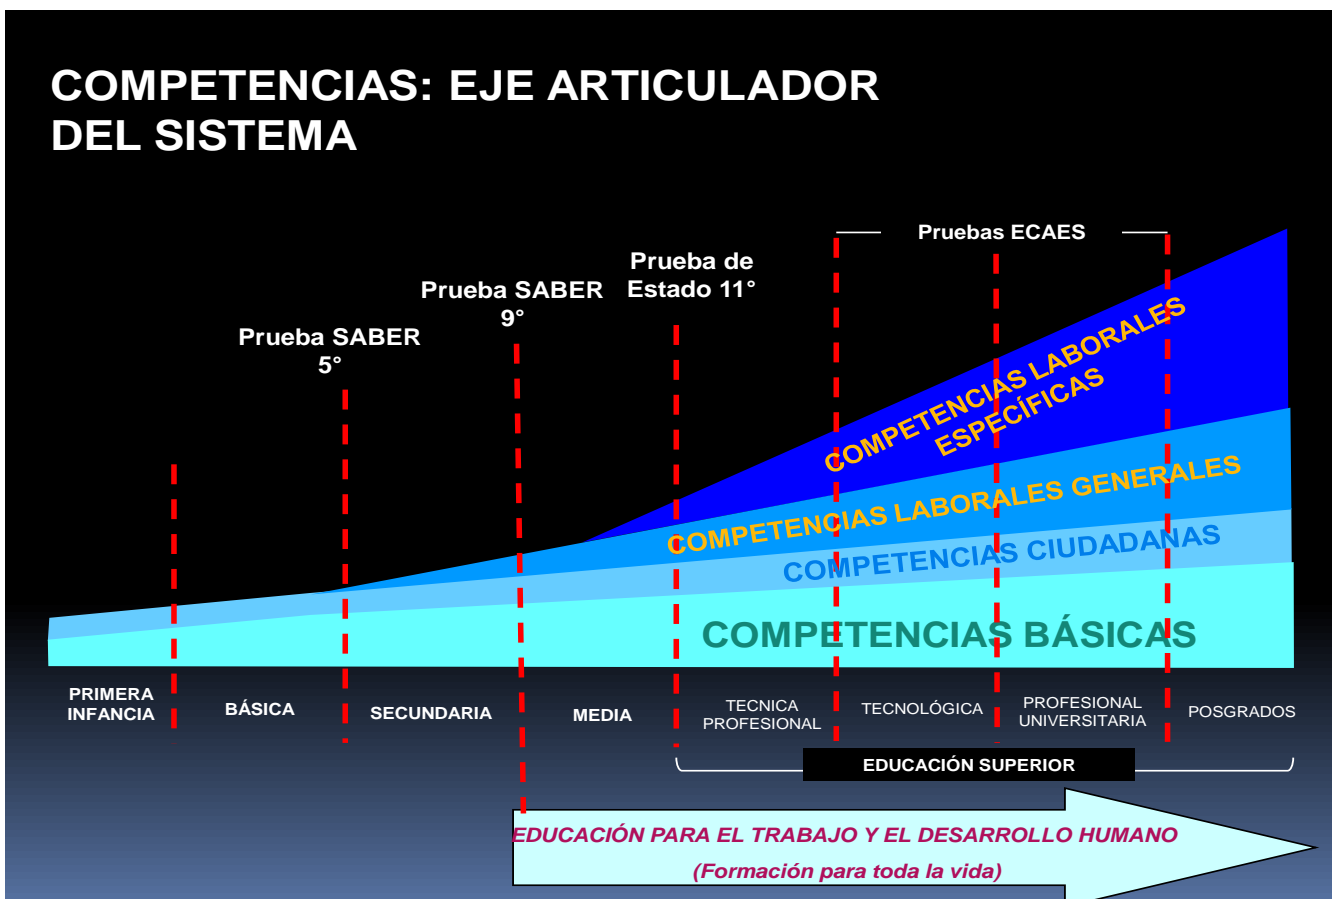 COMPETENCIAS: EJE ARTICULADOR
DEL SISTEMA
Pruebas ECAES
Prueba de
Estado 11°
Prueba SABER
9°
Prueba SABER
5°
COMPETENCIAS LABORALES
ESPECÍFICAS
COMPETENCIAS LABORALES GENERALES
COMPETENCIAS CIUDADANAS
COMPETENCIAS BÁSICAS
PRIMERA
INFANCIA
BÁSICA
SECUNDARIA
MEDIA
TECNICA
PROFESIONAL
TECNOLÓGICA
PROFESIONAL
UNIVERSITARIA
POSGRADOS
EDUCACIÓN SUPERIOR
EDUCACIÓN PARA EL TRABAJO Y EL DESARROLLO HUMANO
(Formación para toda la vida)